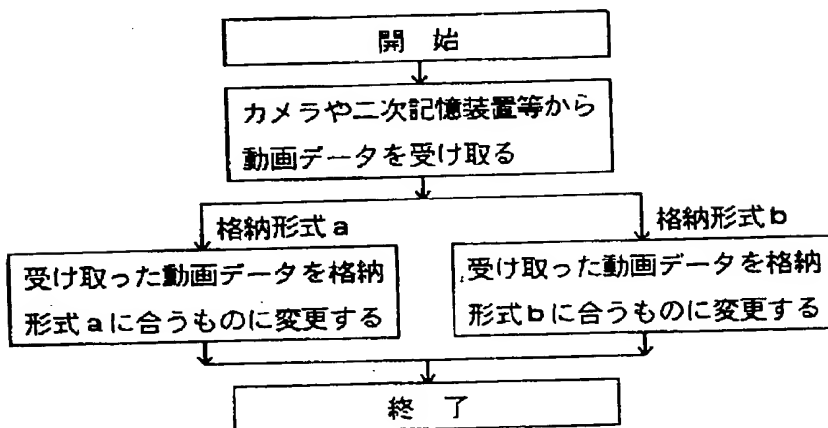 開 始
カメラや二次記憶装置等から
動画データを受け取る
格納形式a
格納形式b
受け取った動画データを格納
形式aに合うものに変更する
受け取った動画データを格納
形式bに合うものに変更する
終 了